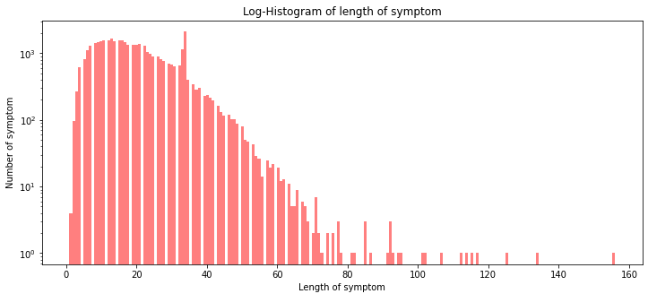 Log-Histogram of length of symptom
10³
10²
10¹
10⁰
Number of symptom
0 20 40 60 80 100 120 140 160
Length of symptom